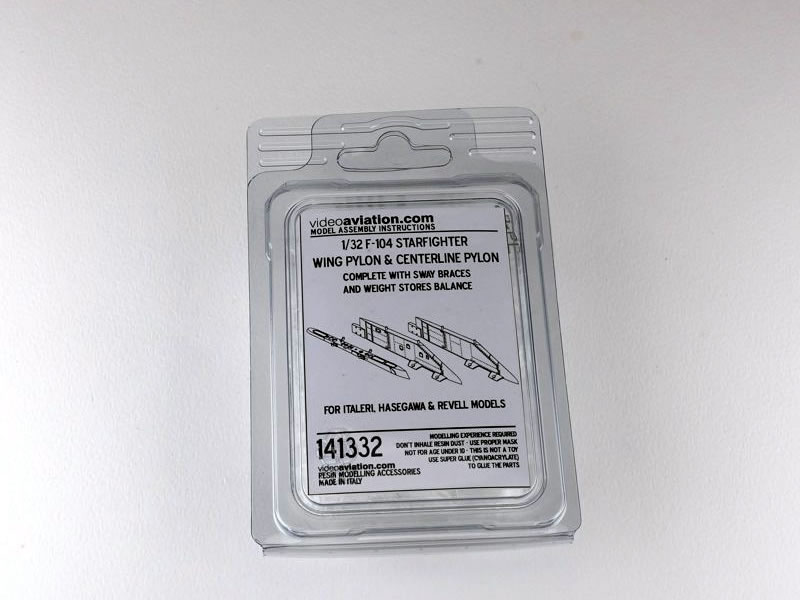 videoaviation.com
MODEL ASSEMBLY INSTRUCTIONS
1/32 F-104 STARFIGHTER
WING PYLON & CENTERLINE PYLON
COMPLETE WITH SWAY BRACES
AND WEIGHT STORES BALANCE
FOR ITALERI, HASEGAWA & REVELL MODELS
141332
videoaviation.com
RESIN MODELLING ACCESSORIES
MADE IN ITALY
MODELLING EXPERIENCE REQUIRED
DON'T INHALE RESIN DUST - USE PROPER MASK
NOT FOR AGE UNDER 10 - THIS IS NOT A TOY
USE SUPER GLUE (CYANOACRYLATE)
TO GLUE THE PARTS